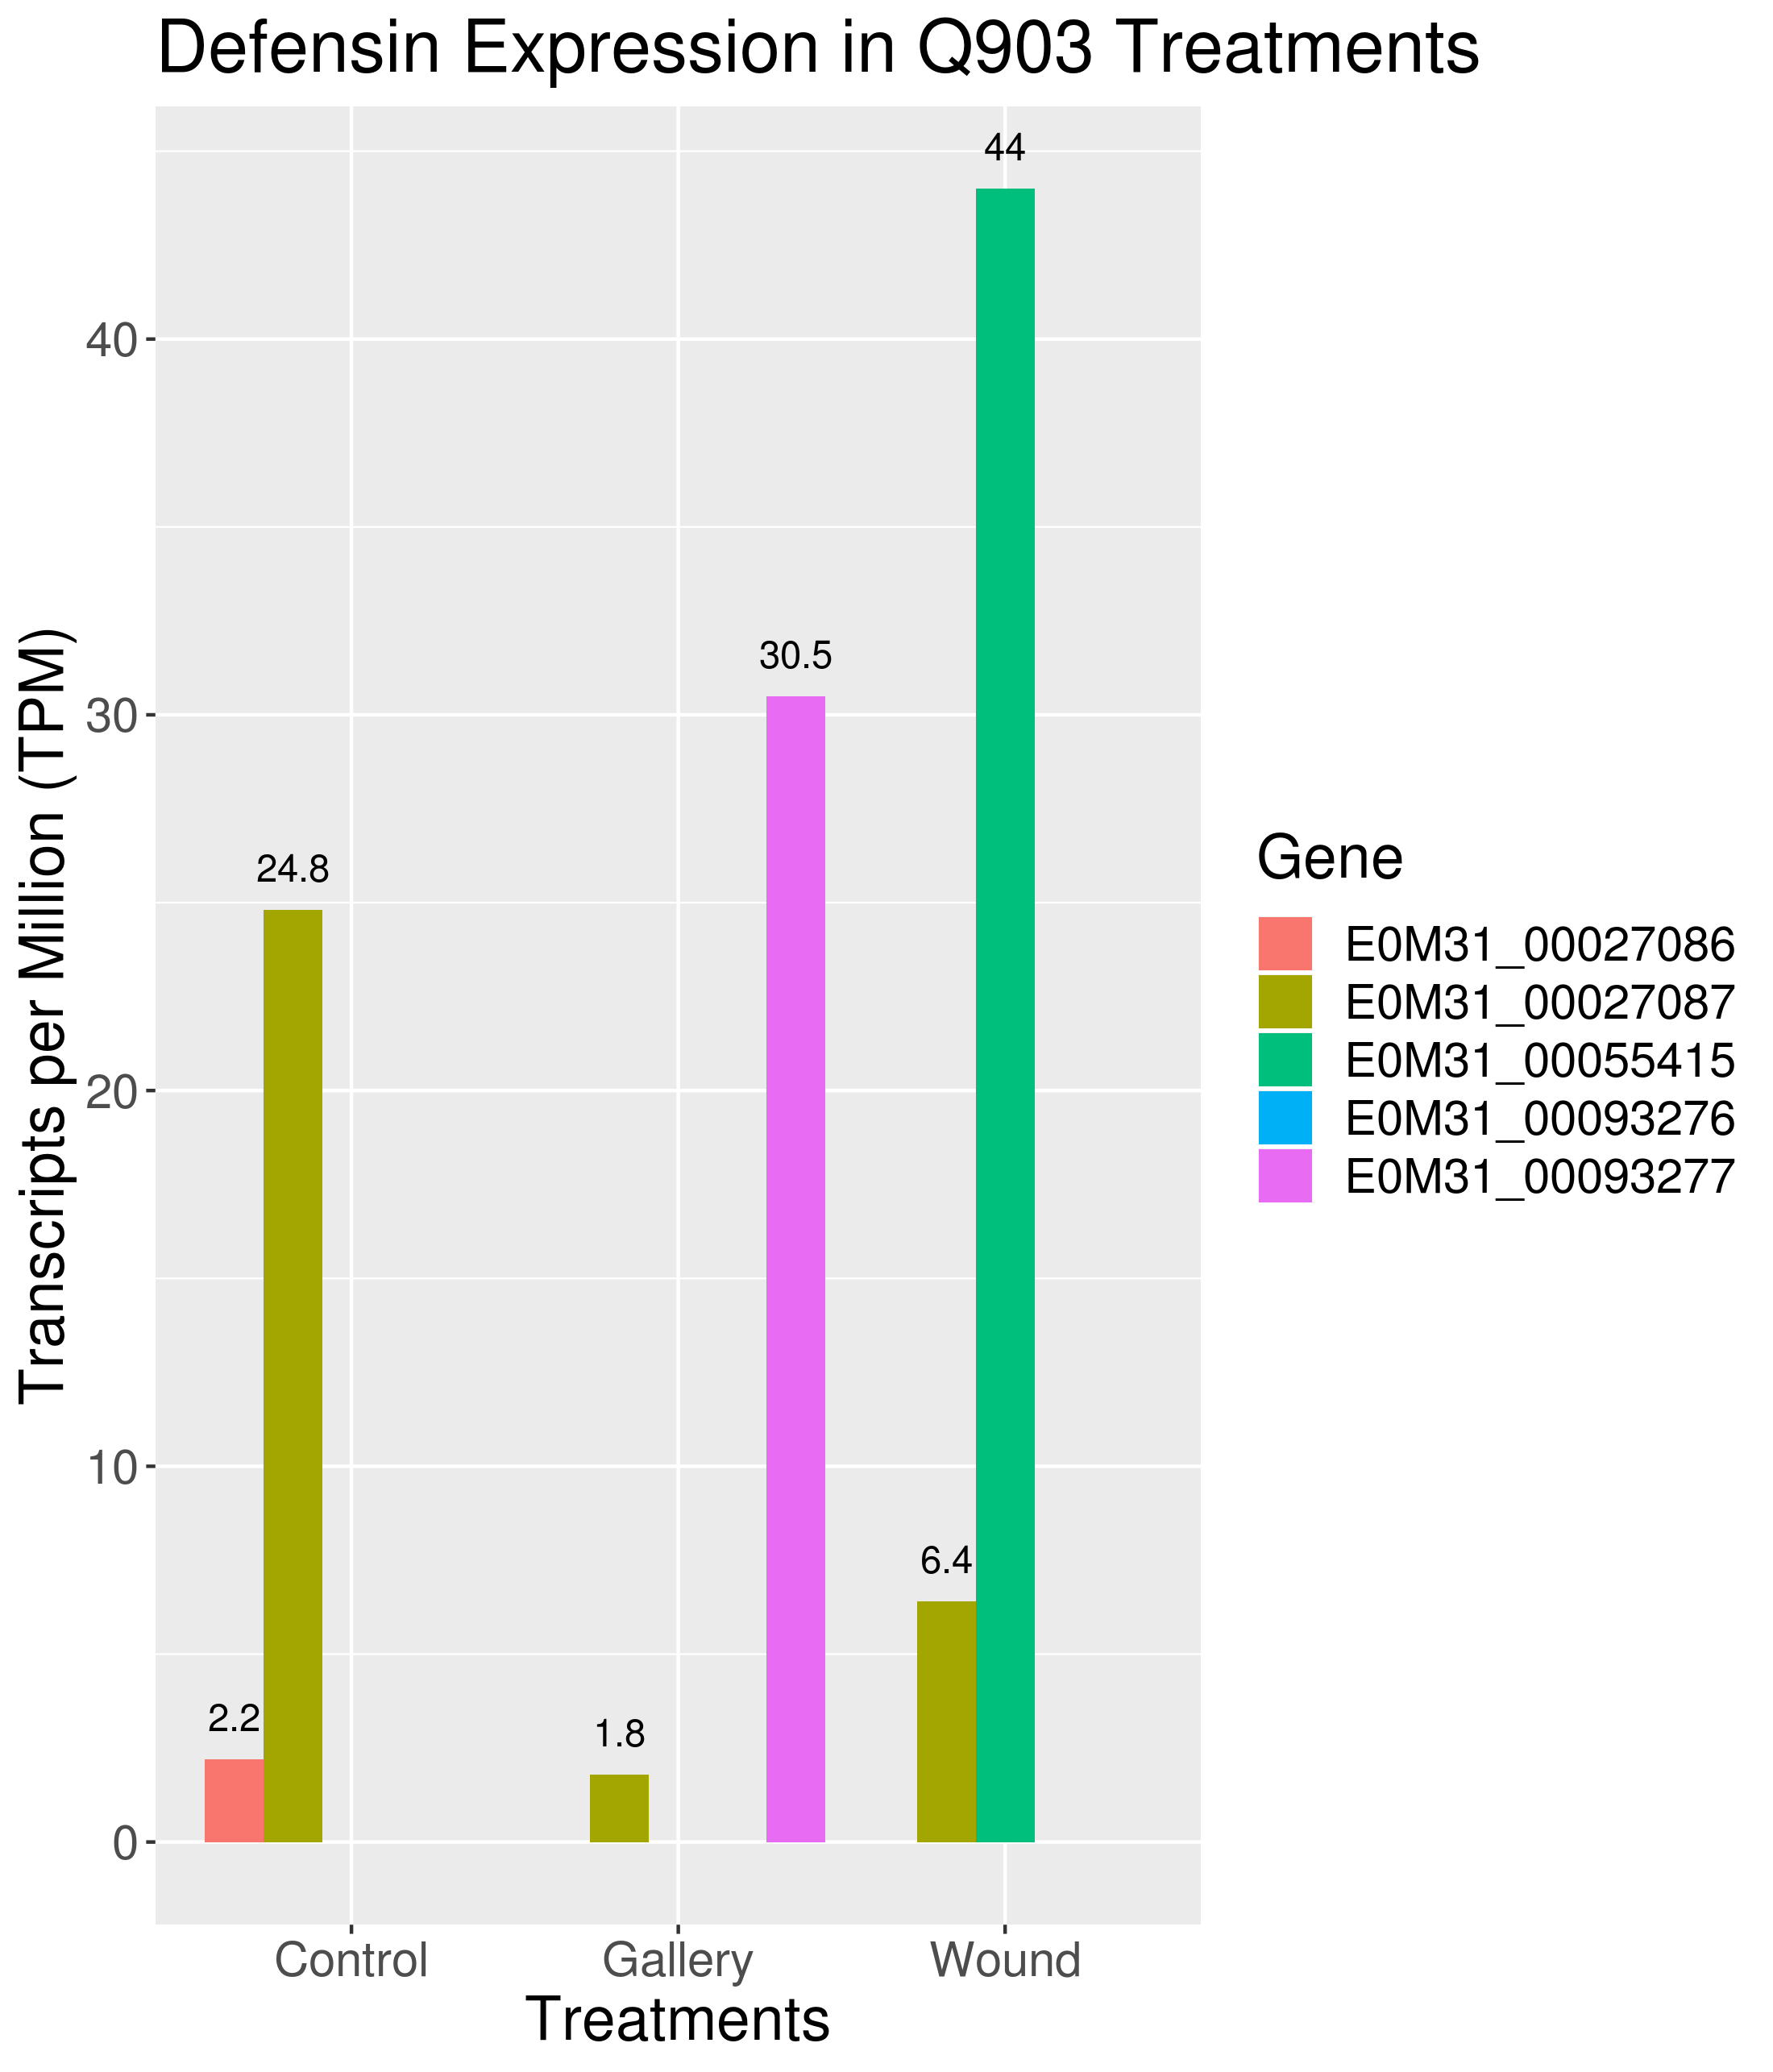 Defensin Expression in Q903 Treatments
Transcripts per Million (TPM)
40
30
20
10
0
44
30.5
24.8
6.4
2.2
1.8
Control Gallery Wound
Treatments
Gene
E0M31_00027086
E0M31_00027087
E0M31_00055415
E0M31_00093276
E0M31_00093277